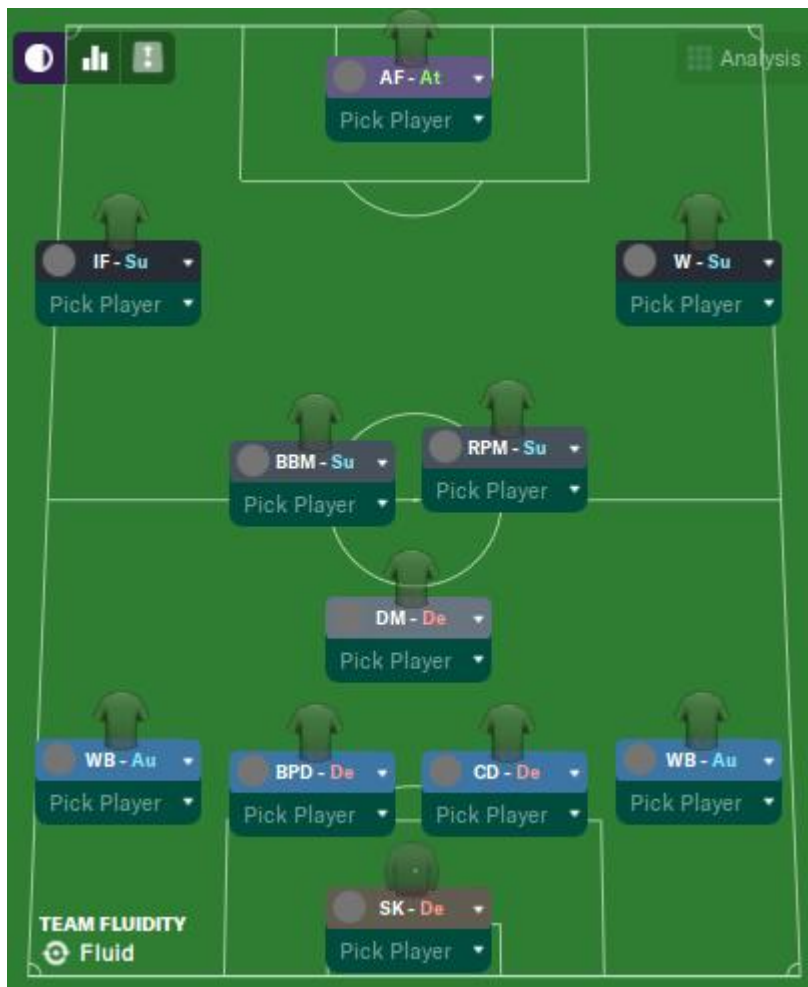 Analysis
AF - At
Pick Player
IF - Su
W - Su
Pick Player
Pick Player
RPM - Su
BBM - Su
Pick Player
Pick Player
DM - De
Pick Player
WB - Au
WB - Au
BPD - De
CD - De
Pick Player
Pick Player
Pick Player
Pick Player
SK - De
TEAM FLUIDITY
Pick Player
Fluid